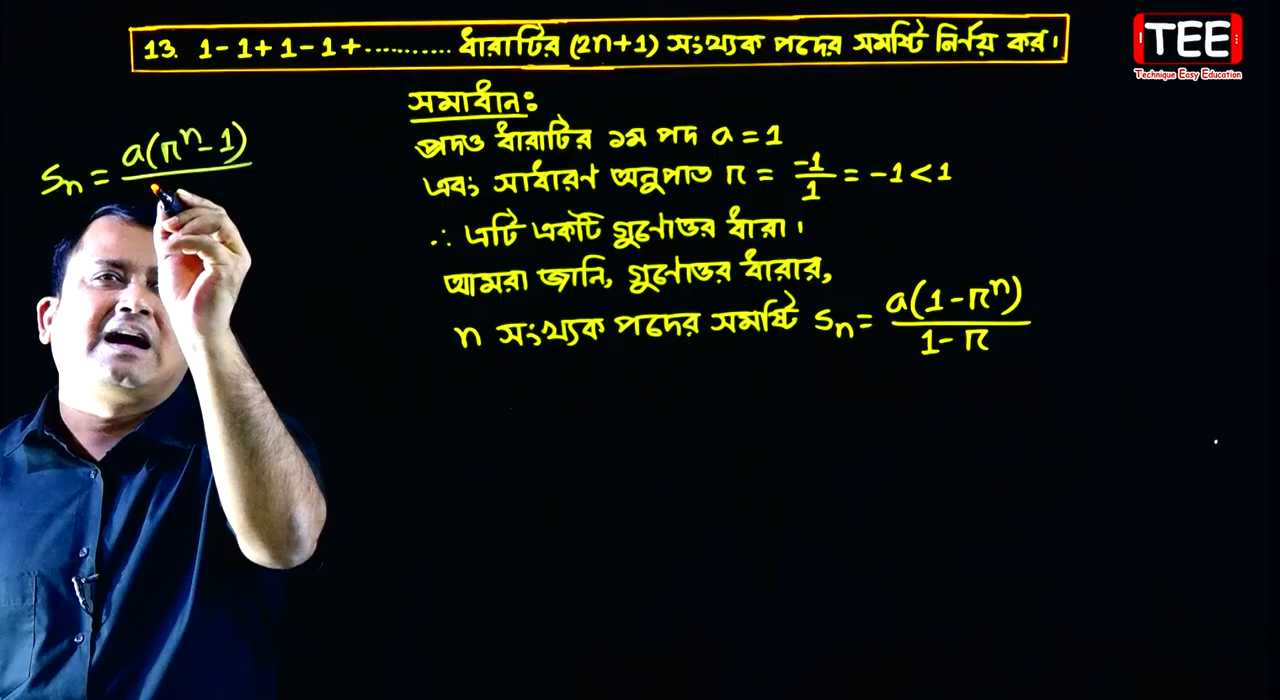 13. 1 - 1 + 1 - 1 + ........... ধারাটির (2n+1) সংখ্যক পদের সমষ্টি নির্ণয় কর।
TEE
Technique Easy Education
সমাধান:
প্রদত্ত ধারাটির ১ম পদ a = 1
এবং সাধারণ অনুপাত r = -1/1 = -1 < 1
∴ এটি একটি গুণোত্তর ধারা।
আমরা জানি, গুণোত্তর ধারার,
n সংখ্যক পদের সমষ্টি Sn = a(1-rⁿ)/1-r
Sn = a(rⁿ-1)